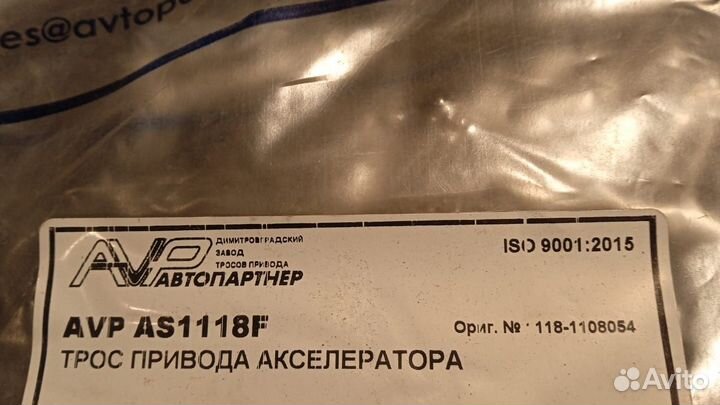 es@avtopa
AVP
ДИМИТРОВГРАДСКИЙ
ЗАВОД
ТРОСОВ ПРИВОДА
АВТОПАРТНЕР
ISO 9001:2015
AVP AS1118F
Ориг. № 118-1108054
ТРОС ПРИВОДА АКСЕЛЕРАТОРА
Avito